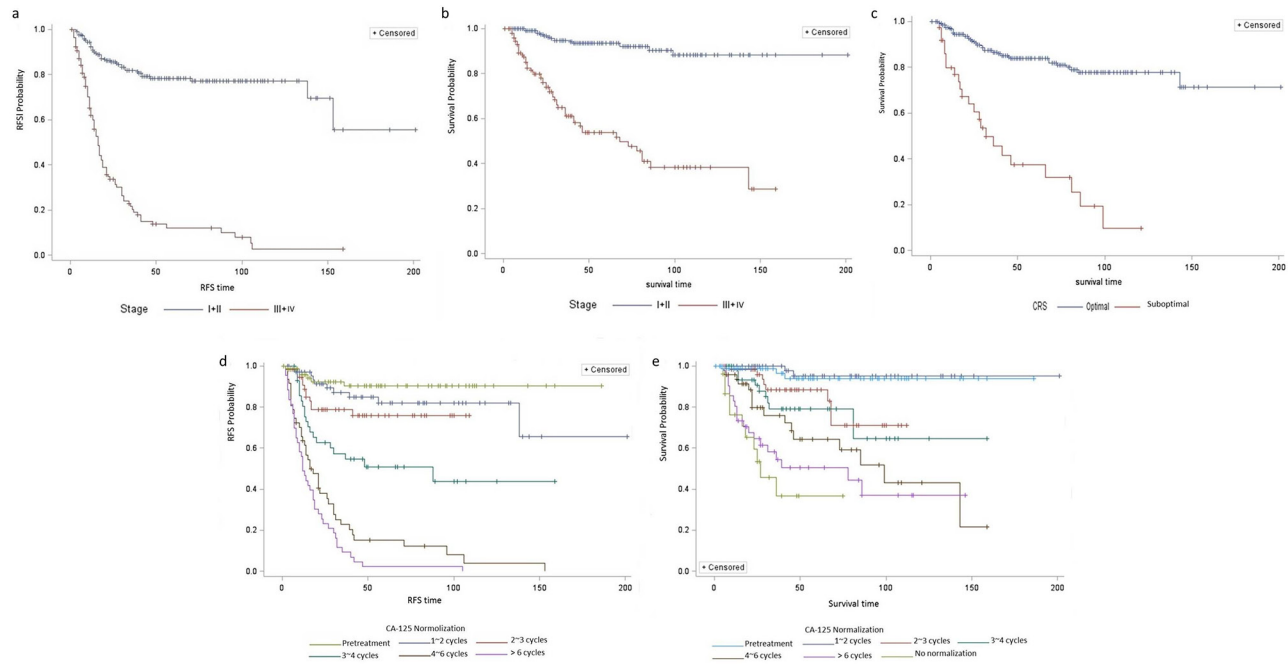 a
RFSI Probability
1.0
0.8
0.6
0.4
0.2
0.0
+ Censored
0 50 100 150 200
RFS time
Stage I+II III+IV
b
Survival Probability
1.0
0.8
0.6
0.4
0.2
0.0
+ Censored
0 50 100 150 200
survival time
Stage I+II III+IV
c
Survival Probability
1.0
0.8
0.6
0.4
0.2
0.0
+ Censored
0 50 100 150 200
survival time
CRS Optimal Suboptimal
d
RFS Probability
1.0
0.8
0.6
0.4
0.2
0.0
+ Censored
0 50 100 150 200
RFS time
CA-125 Normolization
Pretreatment 1~2 cycles 2~3 cycles
3~4 cycles 4~6 cycles > 6 cycles
e
Survival Probability
1.0
0.8
0.6
0.4
0.2
0.0
+ Censored
0 50 100 150 200
Survival time
CA-125 Normalization
Pretreatment 1~2 cycles 2~3 cycles 3~4 cycles
4~6 cycles > 6 cycles No normalization